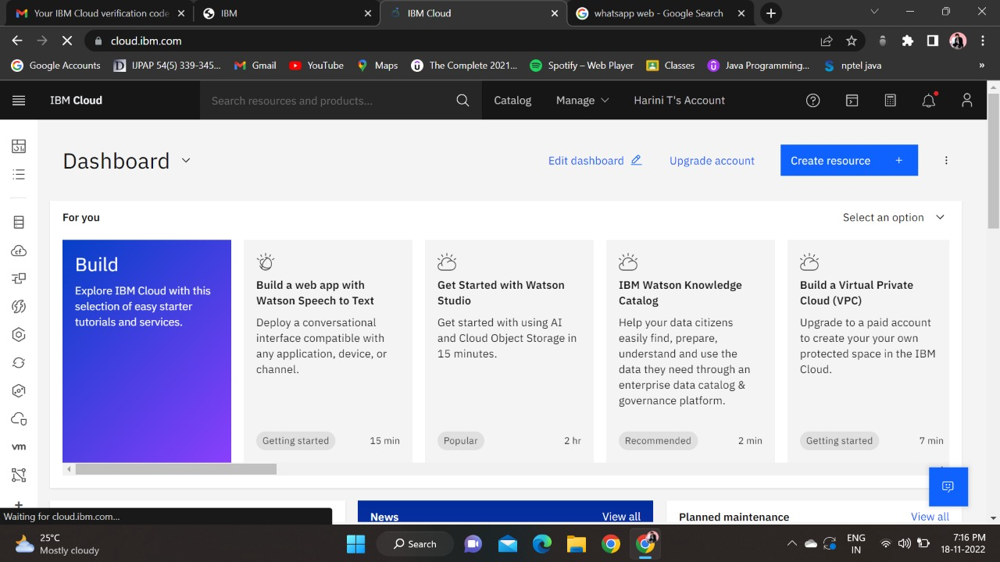 Your IBM Cloud verification code
IBM
IBM Cloud
whatsapp web - Google Search
cloud.ibm.com
Google Accounts
IJPAP 54(5) 339-345...
Gmail
YouTube
Maps
The Complete 2021...
Spotify – Web Player
Classes
Java Programming...
nptel java
»
IBM Cloud
Search resources and products...
Catalog
Manage
Harini T's Account
Dashboard
Edit dashboard
Upgrade account
Create resource +
For you
Select an option
Build
Explore IBM Cloud with this
selection of easy starter
tutorials and services.
Build a web app with
Watson Speech to Text
Deploy a conversational
interface compatible with
any application, device, or
channel.
Getting started
15 min
Get Started with Watson
Studio
Get started with using AI
and Cloud Object Storage in
15 minutes.
Popular
2 hr
IBM Watson Knowledge
Catalog
Help your data citizens
easily find, prepare,
understand and use the
data they need through an
enterprise data catalog &
governance platform.
Recommended
2 min
Build a Virtual Private
Cloud (VPC)
Upgrade to a paid account
to create your your own
protected space in the IBM
Cloud.
Getting started
7 min
vm
Waiting for cloud.ibm.com...
News
View all
Planned maintenance
View all
25°C
Mostly cloudy
Search
ENG
IN
7:16 PM
18-11-2022